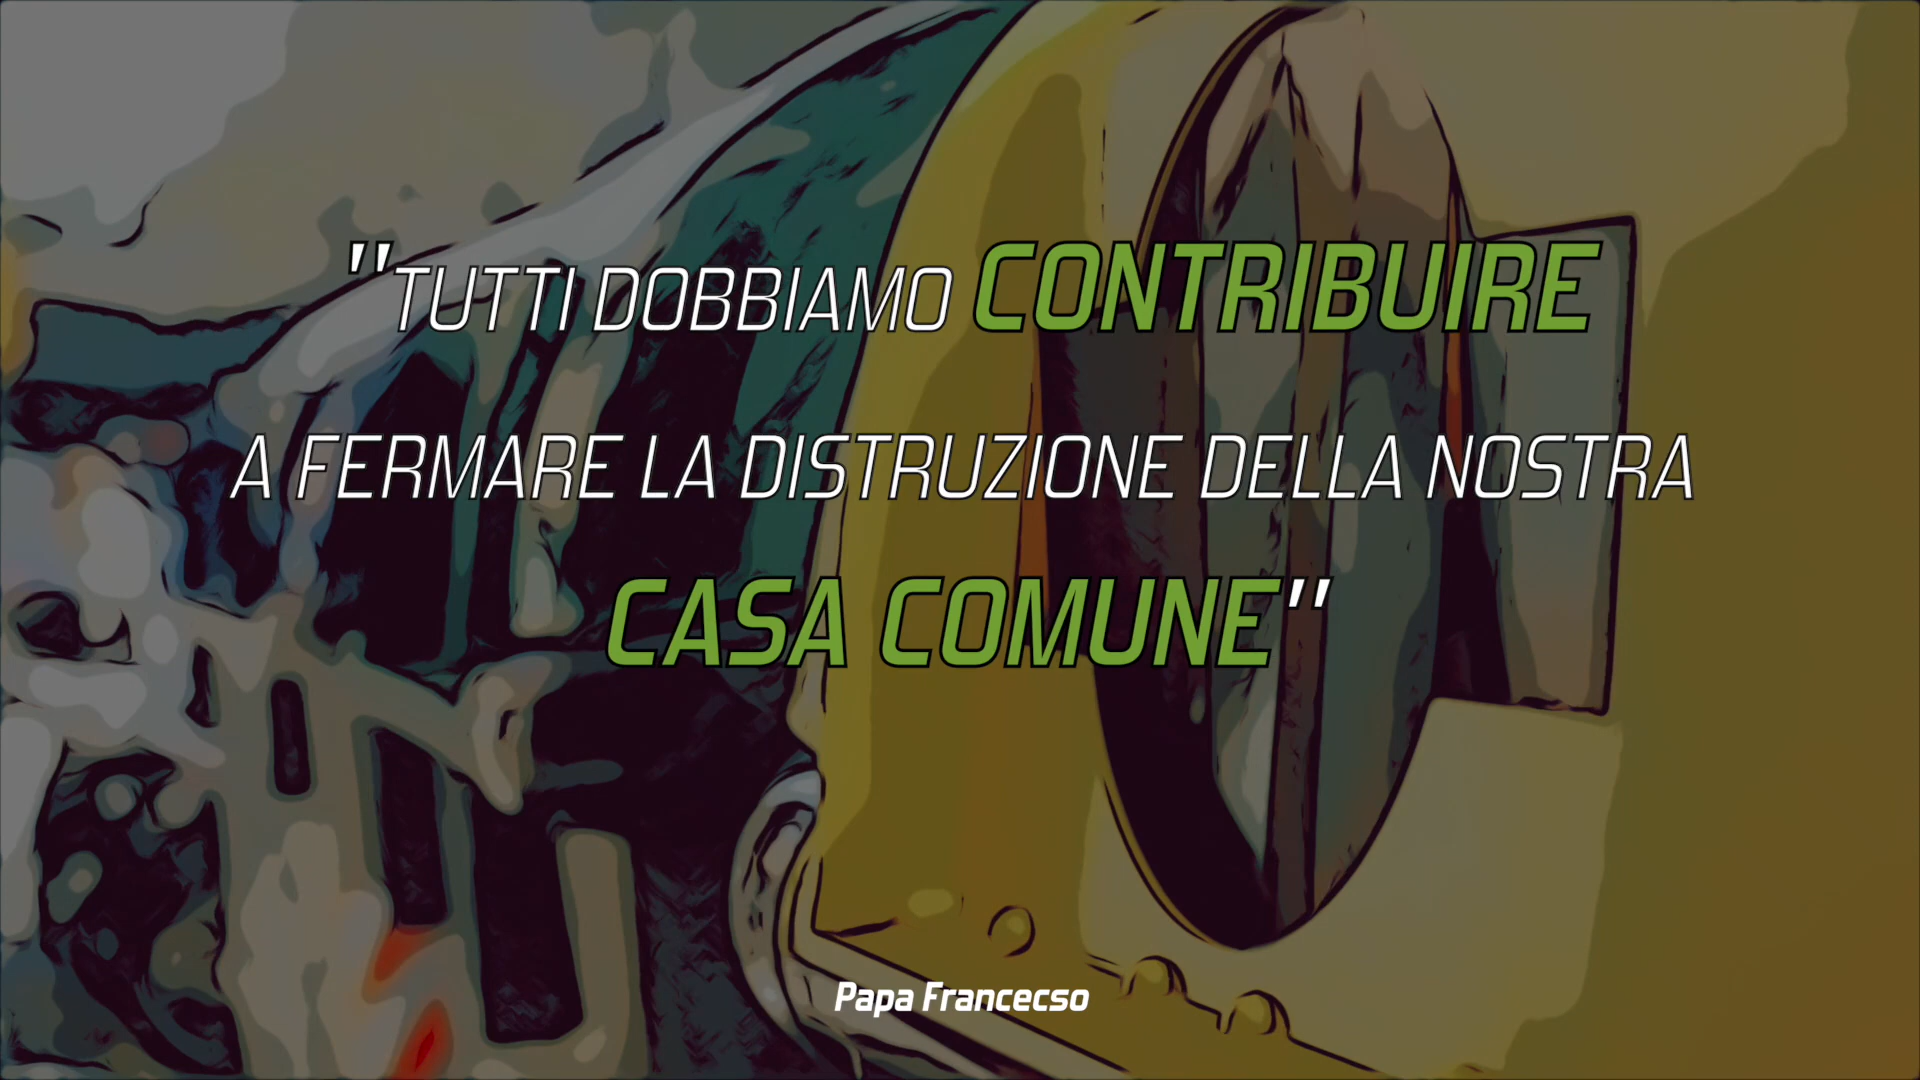 "TUTTI DOBBIAMO CONTRIBUIRE
A FERMARE LA DISTRUZIONE DELLA NOSTRA
CASA COMUNE"
Papa Francecso